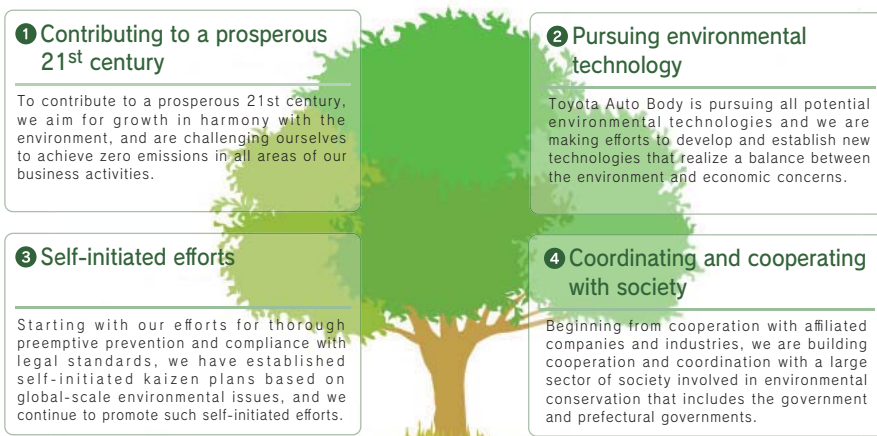 ❶ Contributing to a prosperous
21st century
To contribute to a prosperous 21st century,
we aim for growth in harmony with the
environment, and are challenging ourselves
to achieve zero emissions in all areas of our
business activities.
❷ Pursuing environmental
technology
Toyota Auto Body is pursuing all potential
environmental technologies and we are
making efforts to develop and establish new
technologies that realize a balance between
the environment and economic concerns.
❸ Self-initiated efforts
Starting with our efforts for thorough
preemptive prevention and compliance with
legal standards, we have established
self-initiated kaizen plans based on
global-scale environmental issues, and we
continue to promote such self-initiated efforts.
❹ Coordinating and cooperating
with society
Beginning from cooperation with affiliated
companies and industries, we are building
cooperation and coordination with a large
sector of society involved in environmental
conservation that includes the government
and prefectural governments.